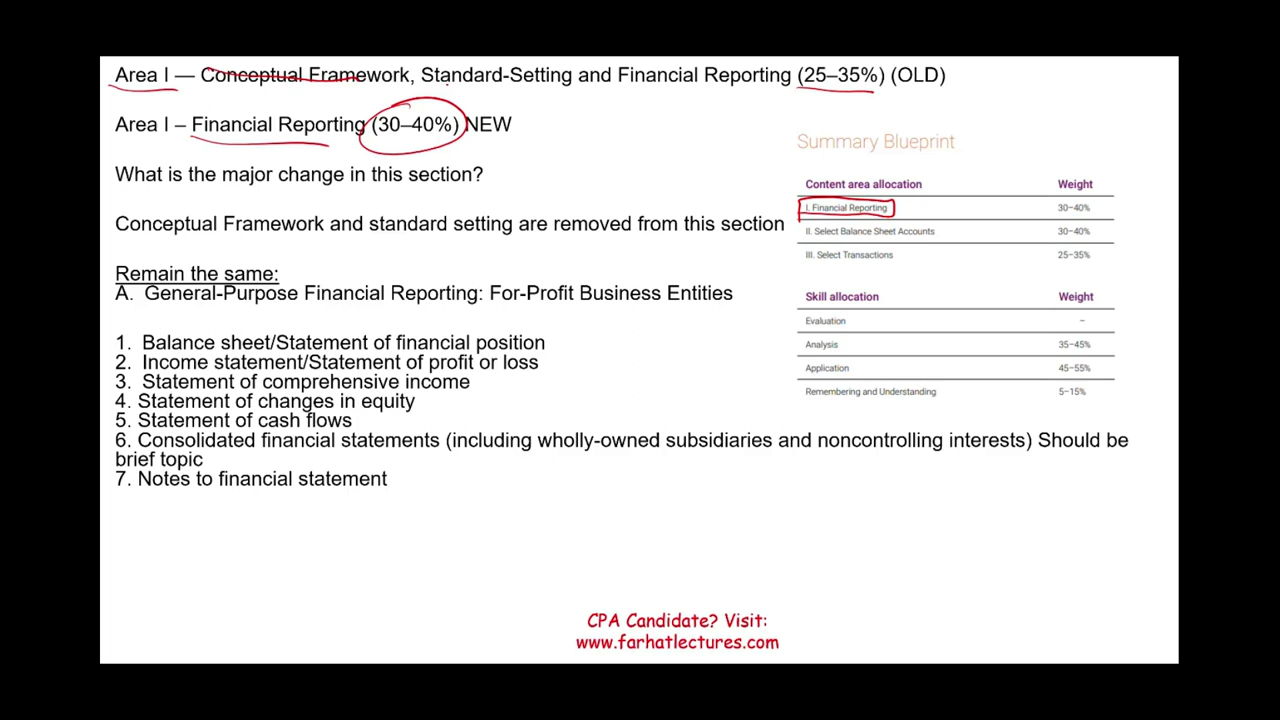 Area I — Conceptual Framework, Standard-Setting and Financial Reporting (25–35%) (OLD)
Area I – Financial Reporting (30–40%) NEW
What is the major change in this section?
Conceptual Framework and standard setting are removed from this section
Remain the same:
A. General-Purpose Financial Reporting: For-Profit Business Entities
1. Balance sheet/Statement of financial position
2. Income statement/Statement of profit or loss
3. Statement of comprehensive income
4. Statement of changes in equity
5. Statement of cash flows
6. Consolidated financial statements (including wholly-owned subsidiaries and noncontrolling interests) Should be
brief topic
7. Notes to financial statement
Summary Blueprint
Content area allocation Weight
I. Financial Reporting 30–40%
II. Select Balance Sheet Accounts 30–40%
III. Select Transactions 25–35%
Skill allocation Weight
Evaluation –
Analysis 35–45%
Application 45–55%
Remembering and Understanding 5–15%
CPA Candidate? Visit:
www.farhatlectures.com